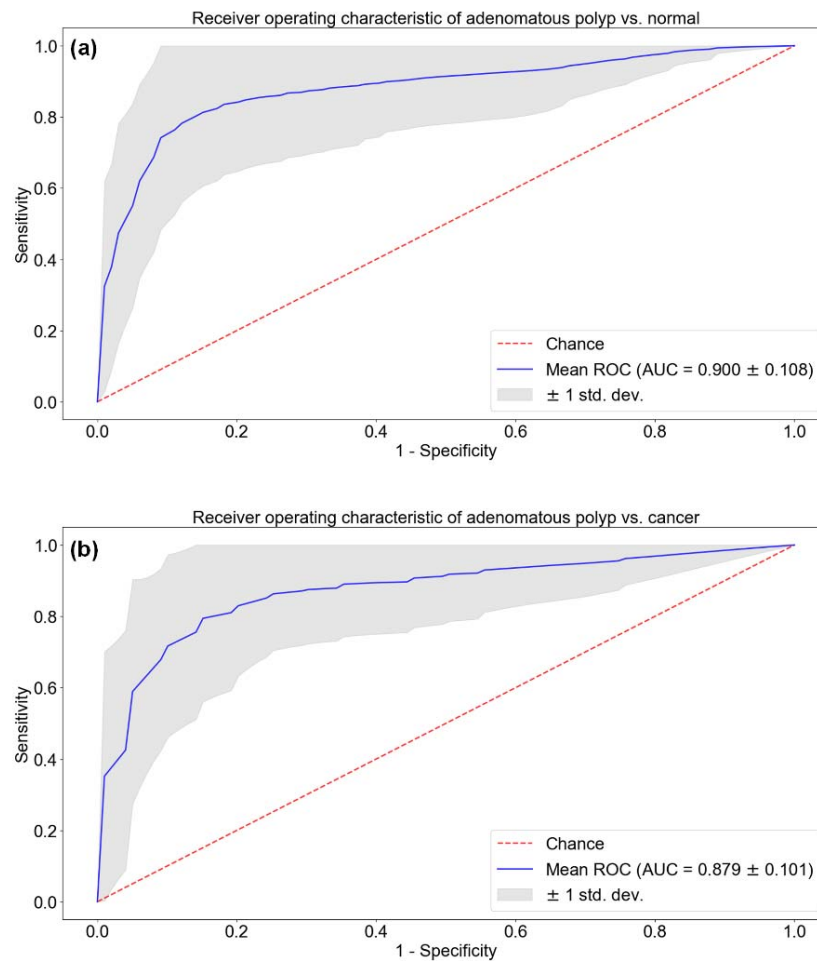 Receiver operating characteristic of adenomatous polyp vs. normal
(a)
1.0
0.8
0.6
0.4
0.2
0.0
Sensitivity
Chance
Mean ROC (AUC = 0.900 ± 0.108)
± 1 std. dev.
0.0 0.2 0.4 0.6 0.8 1.0
1 - Specificity
Receiver operating characteristic of adenomatous polyp vs. cancer
(b)
1.0
0.8
0.6
0.4
0.2
0.0
Sensitivity
Chance
Mean ROC (AUC = 0.879 ± 0.101)
± 1 std. dev.
0.0 0.2 0.4 0.6 0.8 1.0
1 - Specificity